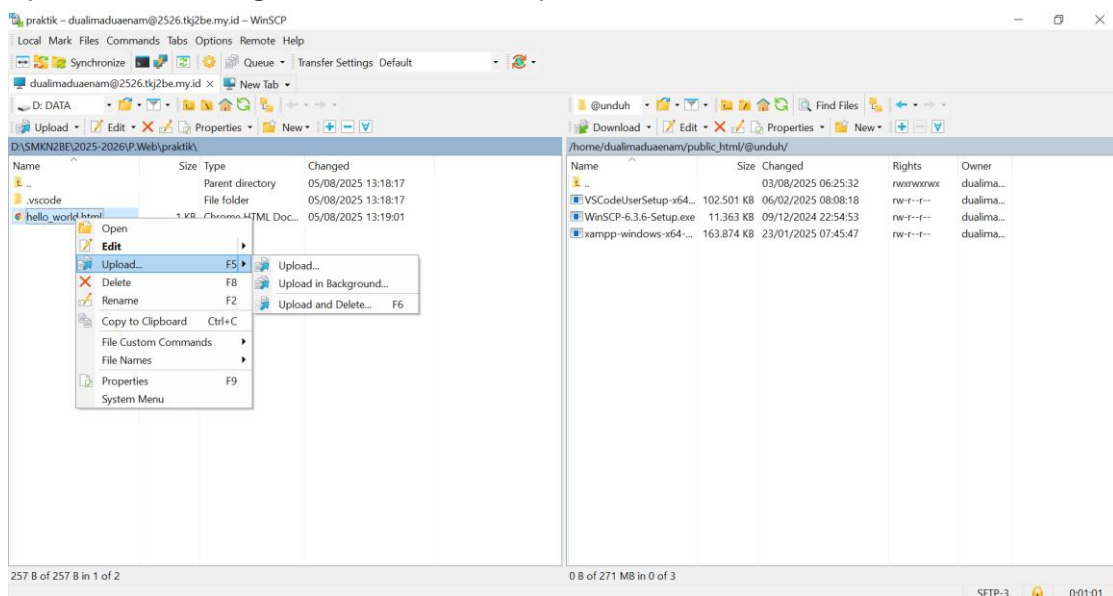 praktik – dualimaduaenam@2526.tkj2be.my.id – WinSCP
Local Mark Files Commands Tabs Options Remote Help
Synchronize Queue Transfer Settings Default
dualimaduaenam@2526.tkj2be.my.id × New Tab
D: DATA
@unduh Find Files
Upload Edit Properties New
Download Edit Properties New
D:\SMKN2BE\2025-2026\P.Web\praktik\
/home/dualimaduaenam/public_html/@unduh/
Name Size Type Changed
.. Parent directory 05/08/2025 13:18:17
.vscode File folder 05/08/2025 13:18:17
hello_world.html 1 KB Chrome HTML Doc... 05/08/2025 13:19:01
Open
Edit
Upload... F5
Delete F8
Rename F2
Copy to Clipboard Ctrl+C
File Custom Commands
File Names
Properties F9
System Menu
Upload...
Upload in Background...
Upload and Delete... F6
Name Size Changed Rights Owner
.. 03/08/2025 06:25:32 rwxrwxrwx dualima...
VSCodeUserSetup-x64... 102.501 KB 06/02/2025 08:08:18 rw-r--r-- dualima...
WinSCP-6.3.6-Setup.exe 11.363 KB 09/12/2024 22:54:53 rw-r--r-- dualima...
xampp-windows-x64-... 163.874 KB 23/01/2025 07:45:47 rw-r--r-- dualima...
257 B of 257 B in 1 of 2
0 B of 271 MB in 0 of 3
SFTP-3 0:01:01